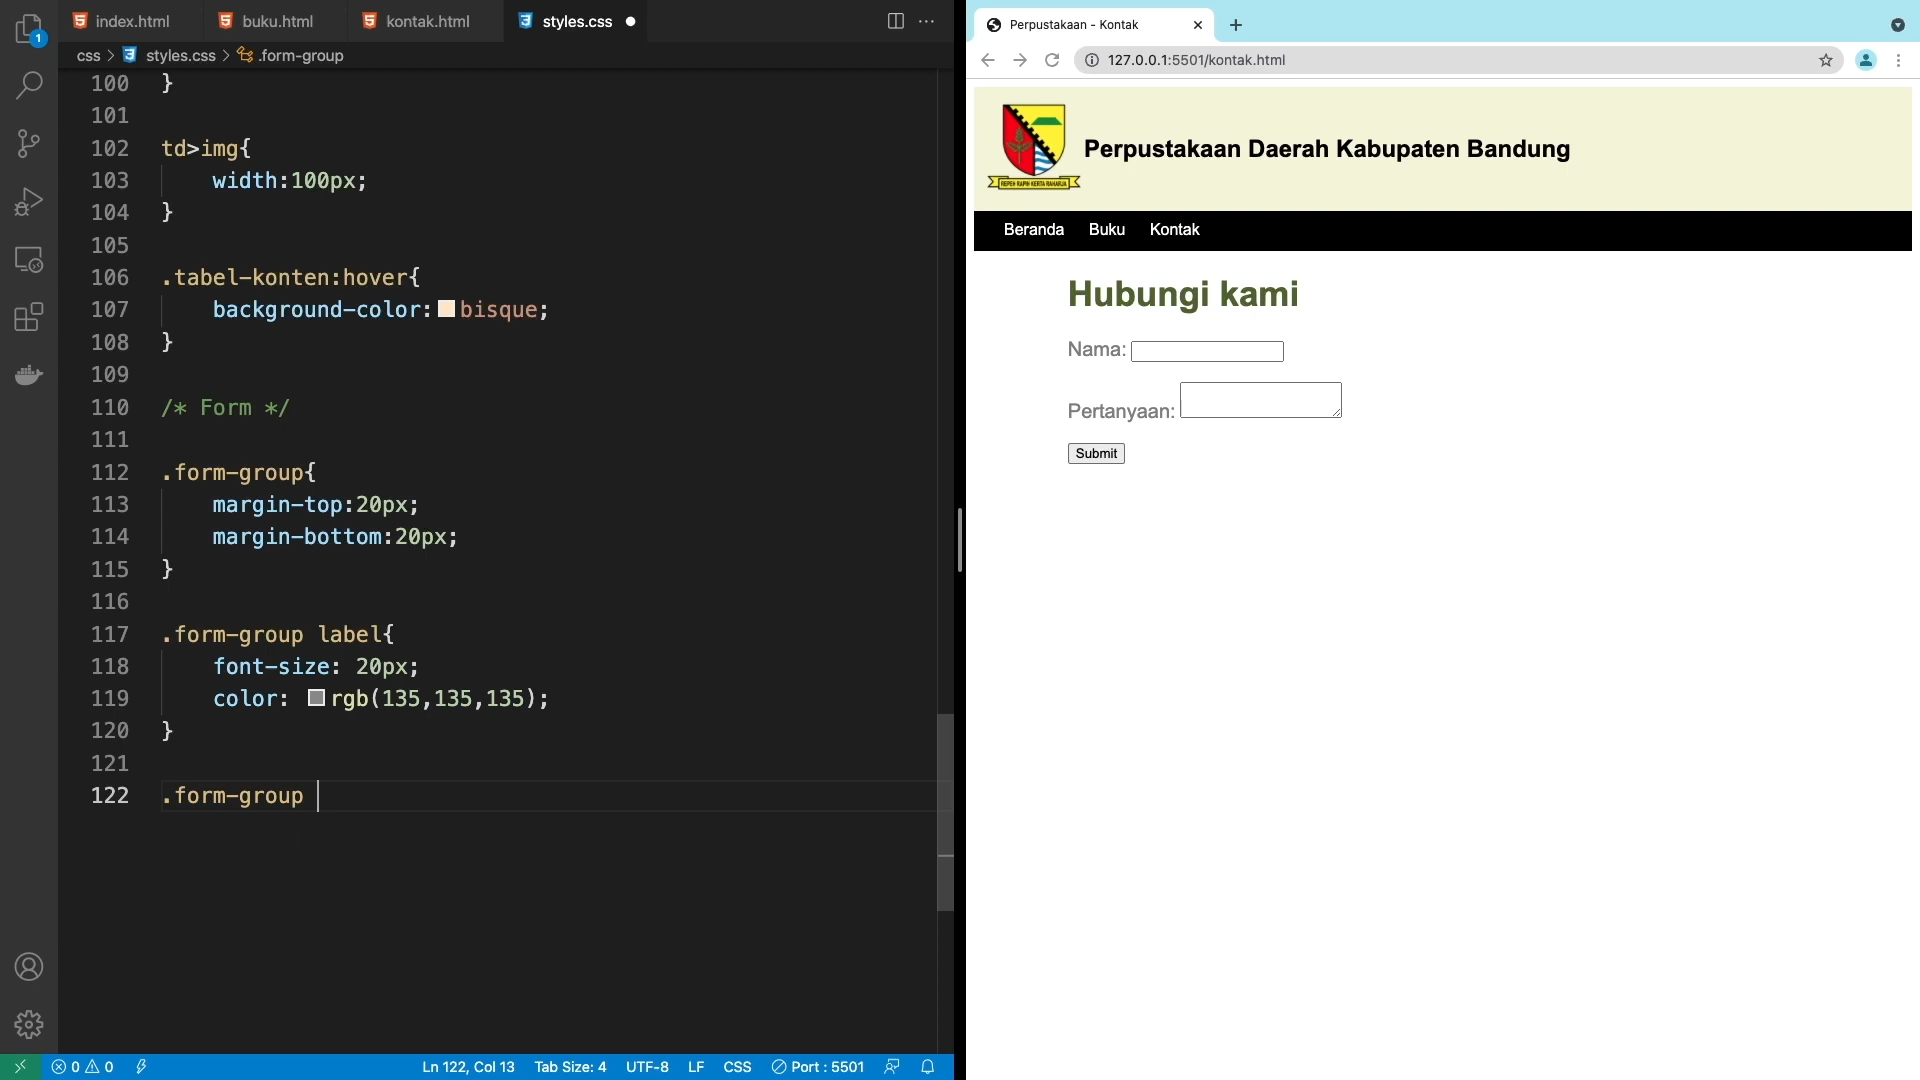 1
index.html
buku.html
kontak.html
styles.css
css > styles.css > .form-group
100 }
101
102 td>img{
103 width:100px;
104 }
105
106 .tabel-konten:hover{
107 background-color:bisque;
108 }
109
110 /* Form */
111
112 .form-group{
113 margin-top:20px;
114 margin-bottom:20px;
115 }
116
117 .form-group label{
118 font-size: 20px;
119 color: rgb(135,135,135);
120 }
121
122 .form-group
0 0
Ln 122, Col 13
Tab Size: 4
UTF-8
LF
CSS
Port : 5501
Perpustakaan - Kontak
127.0.0.1:5501/kontak.html
REPEH RAPIH KERTA RAHARJA
Perpustakaan Daerah Kabupaten Bandung
Beranda Buku Kontak
Hubungi kami
Nama:
Pertanyaan:
Submit